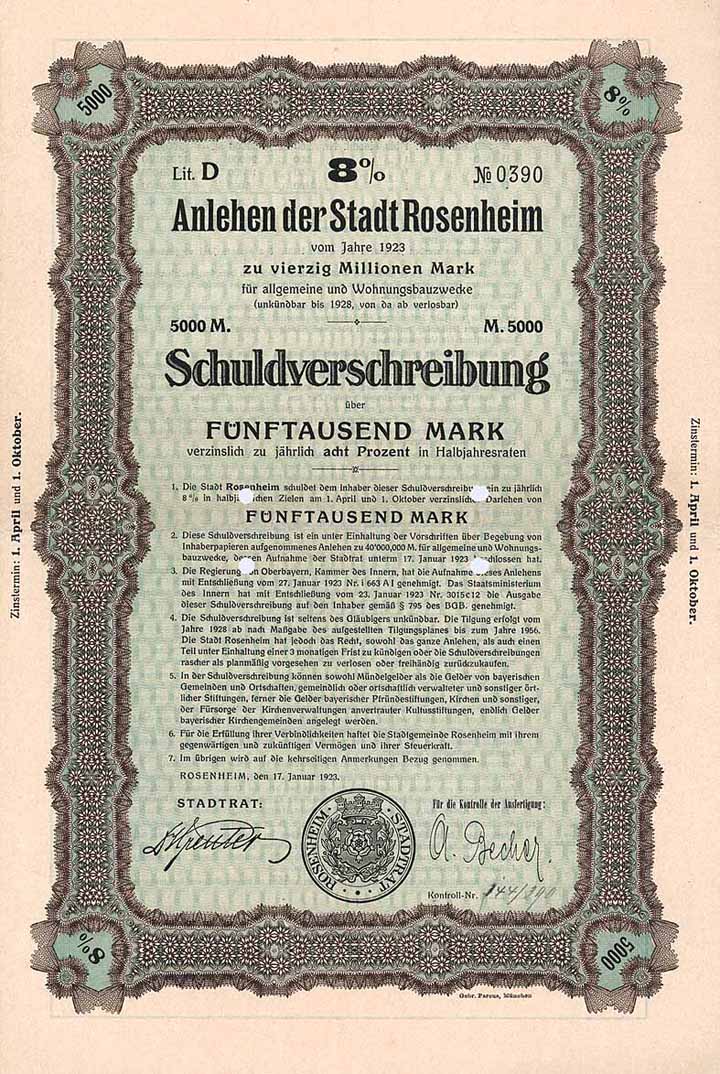 5000
8%
Lit. D 8% № 0390
Anlehen der Stadt Rosenheim
vom Jahre 1923
zu vierzig Millionen Mark
für allgemeine und Wohnungsbauzwecke
(unkündbar bis 1928, von da ab verlosbar)
5000 M. M. 5000
Schuldverschreibung
über
FÜNFTAUSEND MARK
verzinslich zu jährlich acht Prozent in Halbjahresraten
1. Die Stadt Rosenheim schuldet dem Inhaber dieser Schuldverschreibung ein zu jährlich
8% in halbj chen Zielen am 1. April und 1. Oktober verzinslich Darlehen von
FÜNFTAUSEND MARK
2. Diese Schuldverschreibung ist ein unter Einhaltung der Vorschriften über Begebung von
Inhaberpapieren aufgenommenes Anlehen zu 40'000,000 M. für allgemeine und Wohnungs-
bauzwecke, dessen Aufnahme der Stadtrat unterm 17. Januar 1923 beschlossen hat.
3. Die Regierung von Oberbayern, Kammer des Innern, hat die Aufnahme dieses Anlehens
mit Entschließung vom 27. Januar 1923 Nr. i 663 A I genehmigt. Das Staatsministerium
des Innern hat mit Entschließung vom 23. Januar 1923 Nr. 3015c12 die Ausgabe
dieser Schuldverschreibung auf den Inhaber gemäß § 795 des BGB. genehmigt.
4. Die Schuldverschreibung ist seitens des Gläubigers unkündbar. Die Tilgung erfolgt vom
Jahre 1928 ab nach Maßgabe des aufgestellten Tilgungsplanes bis zum Jahre 1956.
Die Stadt Rosenheim hat jedoch das Recht, sowohl das ganze Anlehen, als auch einen
Teil unter Einhaltung einer 3 monatigen Frist zu kündigen oder die Schuldverschreibungen
rascher als planmäßig vorgesehen zu verlosen oder freihändig zurückzukaufen.
5. In der Schuldverschreibung können sowohl Mündelgelder als die Gelder von bayerischen
Gemeinden und Ortschaften, gemeindlich oder ortschaftlich verwalteter und sonstiger ört-
licher Stiftungen, ferner die Gelder bayerischer Pfründestiftungen, Kirchen und sonstiger,
der Fürsorge der Kirchenverwaltungen anvertrauter Kultusstiftungen, endlich Gelder
bayerischer Kirchengemeinden angelegt werden.
6. Für die Erfüllung ihrer Verbindlichkeiten haftet die Stadtgemeinde Rosenheim mit ihrem
gegenwärtigen und zukünftigen Vermögen und ihrer Steuerkraft.
7. Im übrigen wird auf die kehrseitigen Anmerkungen Bezug genommen.
ROSENHEIM, den 17. Januar 1923.
STADTRAT: Für die Kontrolle der Ausfertigung:
ROSENHEIM STADTRAT
A. Becher.
Kontroll-Nr. 144/390
8%
5000
Gebr. Parcus, München
Zinstermin: 1. April und 1. Oktober.
Zinstermin: 1. April und 1. Oktober.